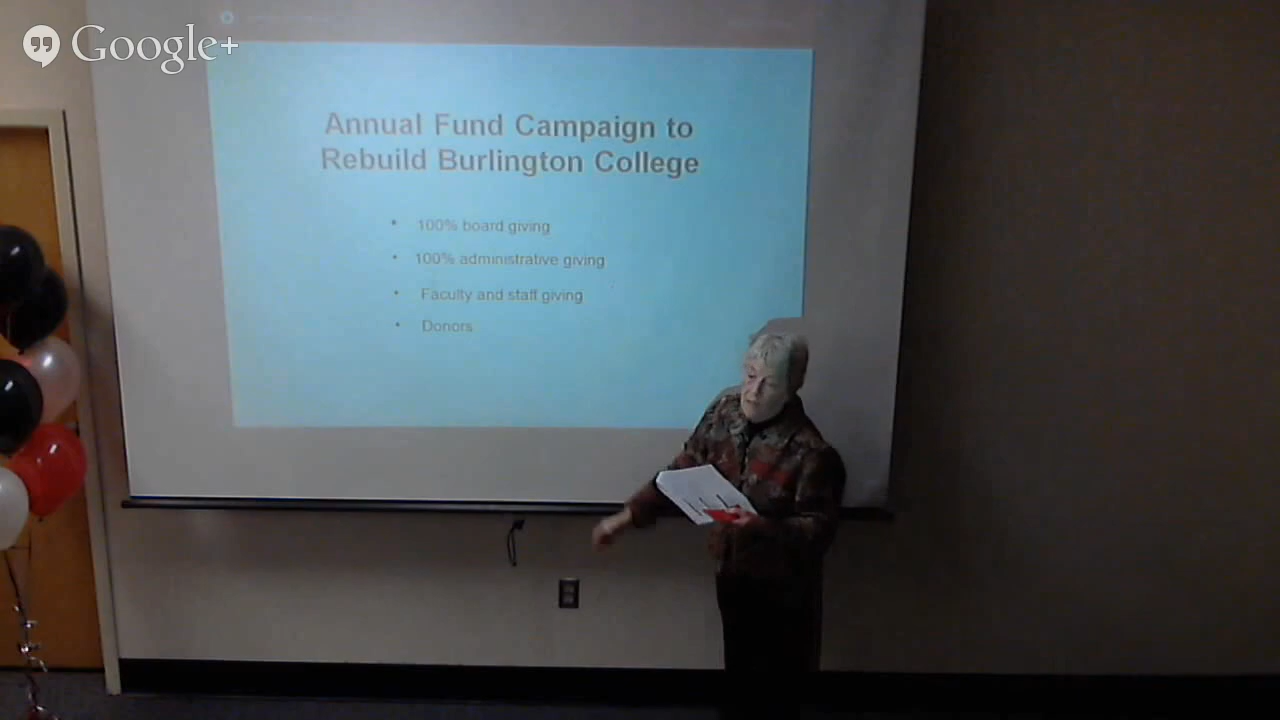 Google+
Annual Fund Campaign to
Rebuild Burlington College
• 100% board giving
• 100% administrative giving
• Faculty and staff giving
• Donors